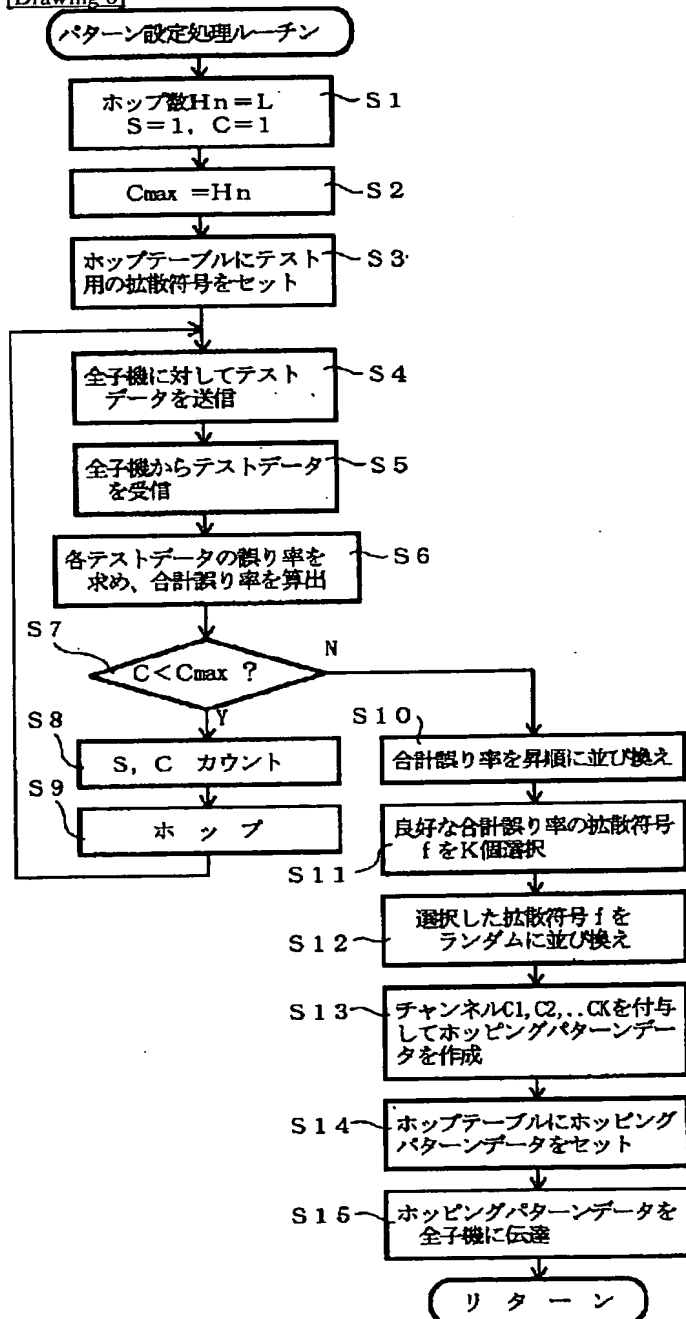 [Drawing 6]
パターン設定処理ルーチン
ホップ数Hn=L
S=1, C=1
S1
Cmax =Hn
S2
ホップテーブルにテスト
用の拡散符号をセット
S3
全子機に対してテスト
データを送信
S4
全子機からテストデータ
を受信
S5
各テストデータの誤り率を
求め、合計誤り率を算出
S6
S7
C<Cmax ?
N
Y
S8
S, C カウント
S9
ホップ
S10
合計誤り率を昇順に並び換え
良好な合計誤り率の拡散符号
fをK個選択
S11
選択した拡散符号fを
ランダムに並び換え
S12
S13
チャンネルC1,C2,..CKを付与
してホッピングパターンデー
タを作成
S14
ホップテーブルにホッピング
パターンデータをセット
S15
ホッピングパターンデータを
全子機に伝達
リターン